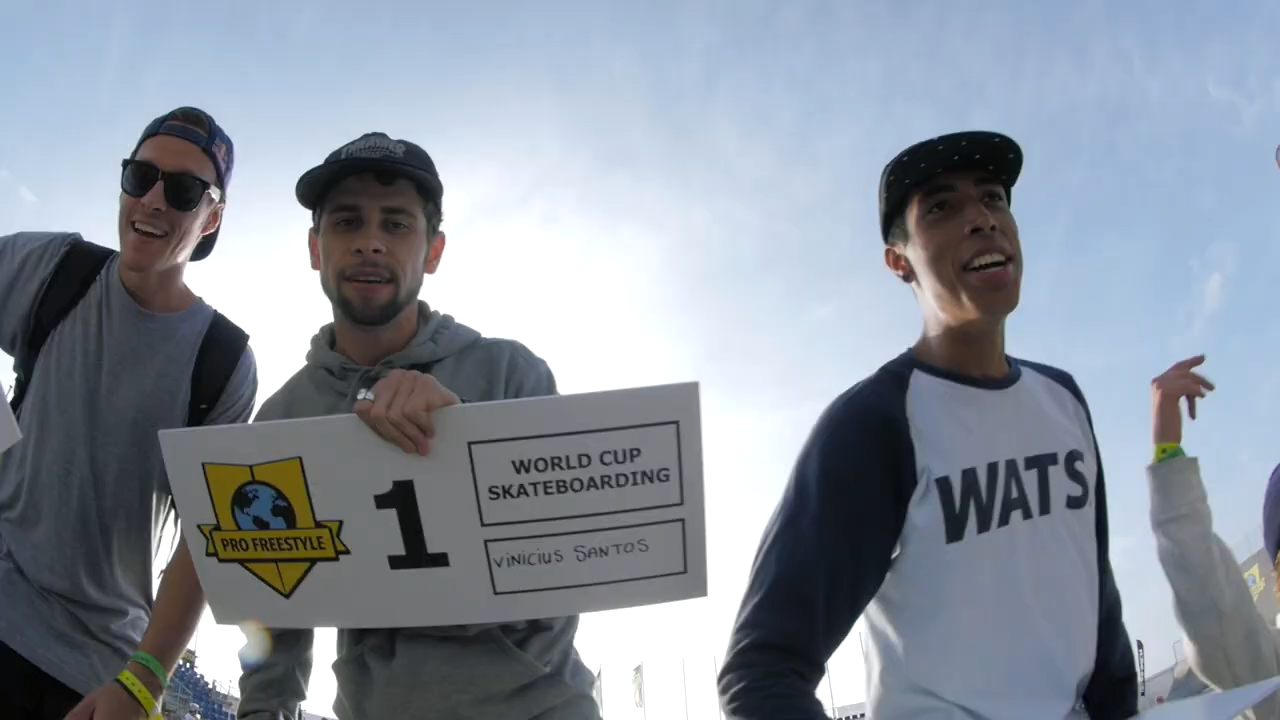 PRO FREESTYLE
1
WORLD CUP
SKATEBOARDING
VINICIUS SANTOS
WATS